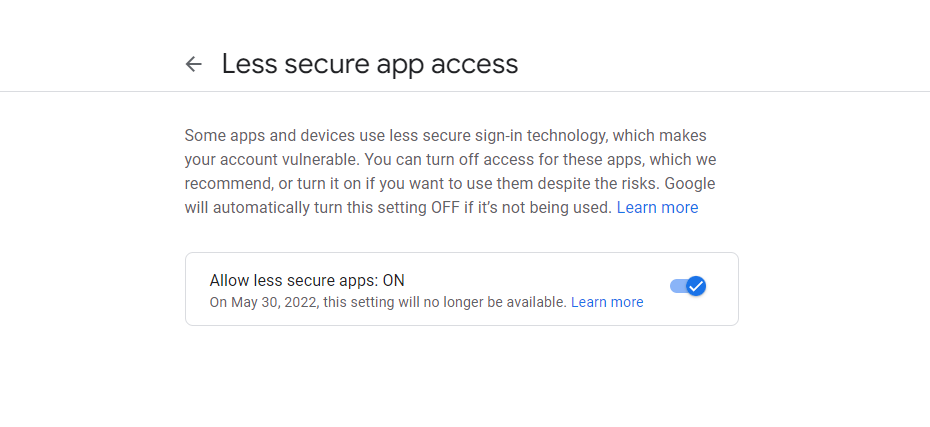 Less secure app access
Some apps and devices use less secure sign-in technology, which makes
your account vulnerable. You can turn off access for these apps, which we
recommend, or turn it on if you want to use them despite the risks. Google
will automatically turn this setting OFF if it’s not being used. Learn more
Allow less secure apps: ON
On May 30, 2022, this setting will no longer be available. Learn more